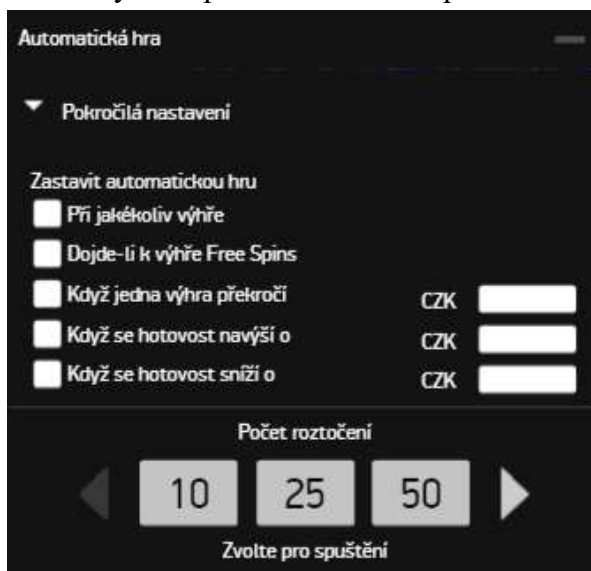 Automatická hra
Pokročilá nastavení
Zastavit automatickou hru
Při jakékoliv výhře
Dojde-li k výhře Free Spins
Když jedna výhra překročí CZK
Když se hotovost navýší o CZK
Když se hotovost sníží o CZK
Počet roztočení
10 25 50
Zvolte pro spuštění